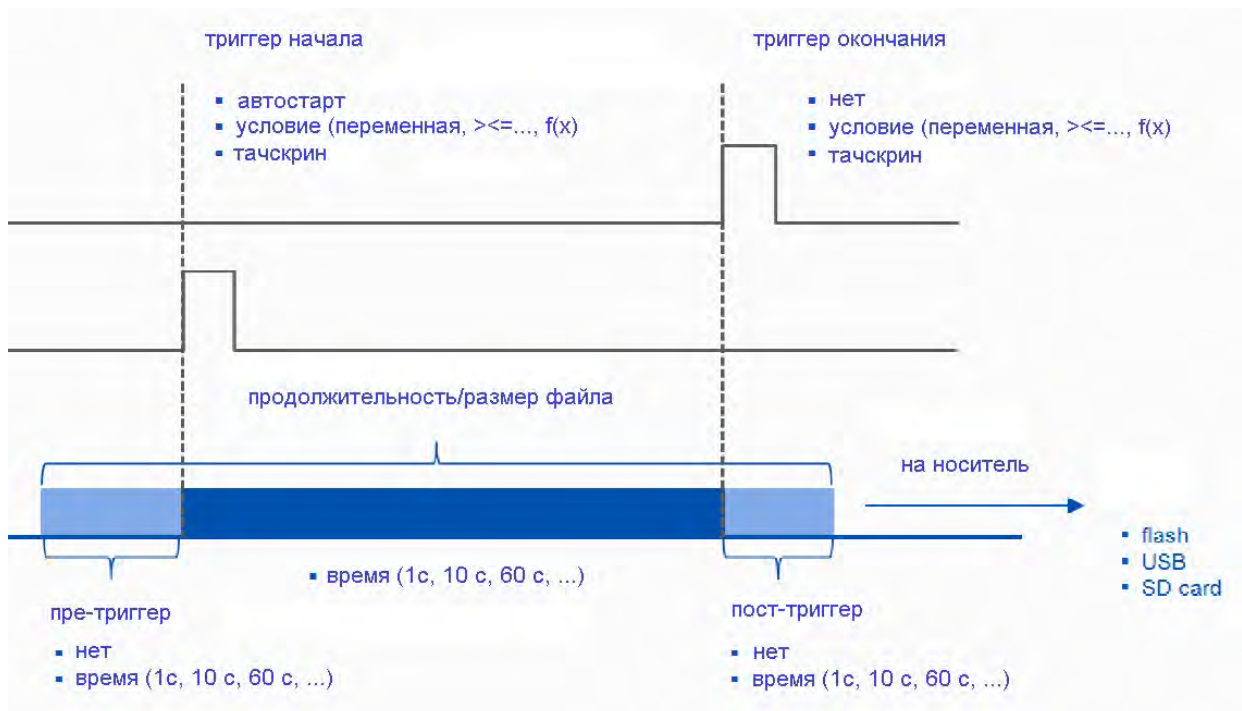 триггер начала
триггер окончания
▪ автостарт
▪ условие (переменная, ><=..., f(x)
▪ тачскрин
▪ нет
▪ условие (переменная, ><=..., f(x)
▪ тачскрин
продолжительность/размер файла
на носитель
▪ flash
▪ USB
▪ SD card
▪ время (1с, 10 с, 60 с, ...)
пре-триггер
▪ нет
▪ время (1с, 10 с, 60 с, ...)
пост-триггер
▪ нет
▪ время (1с, 10 с, 60 с, ...)